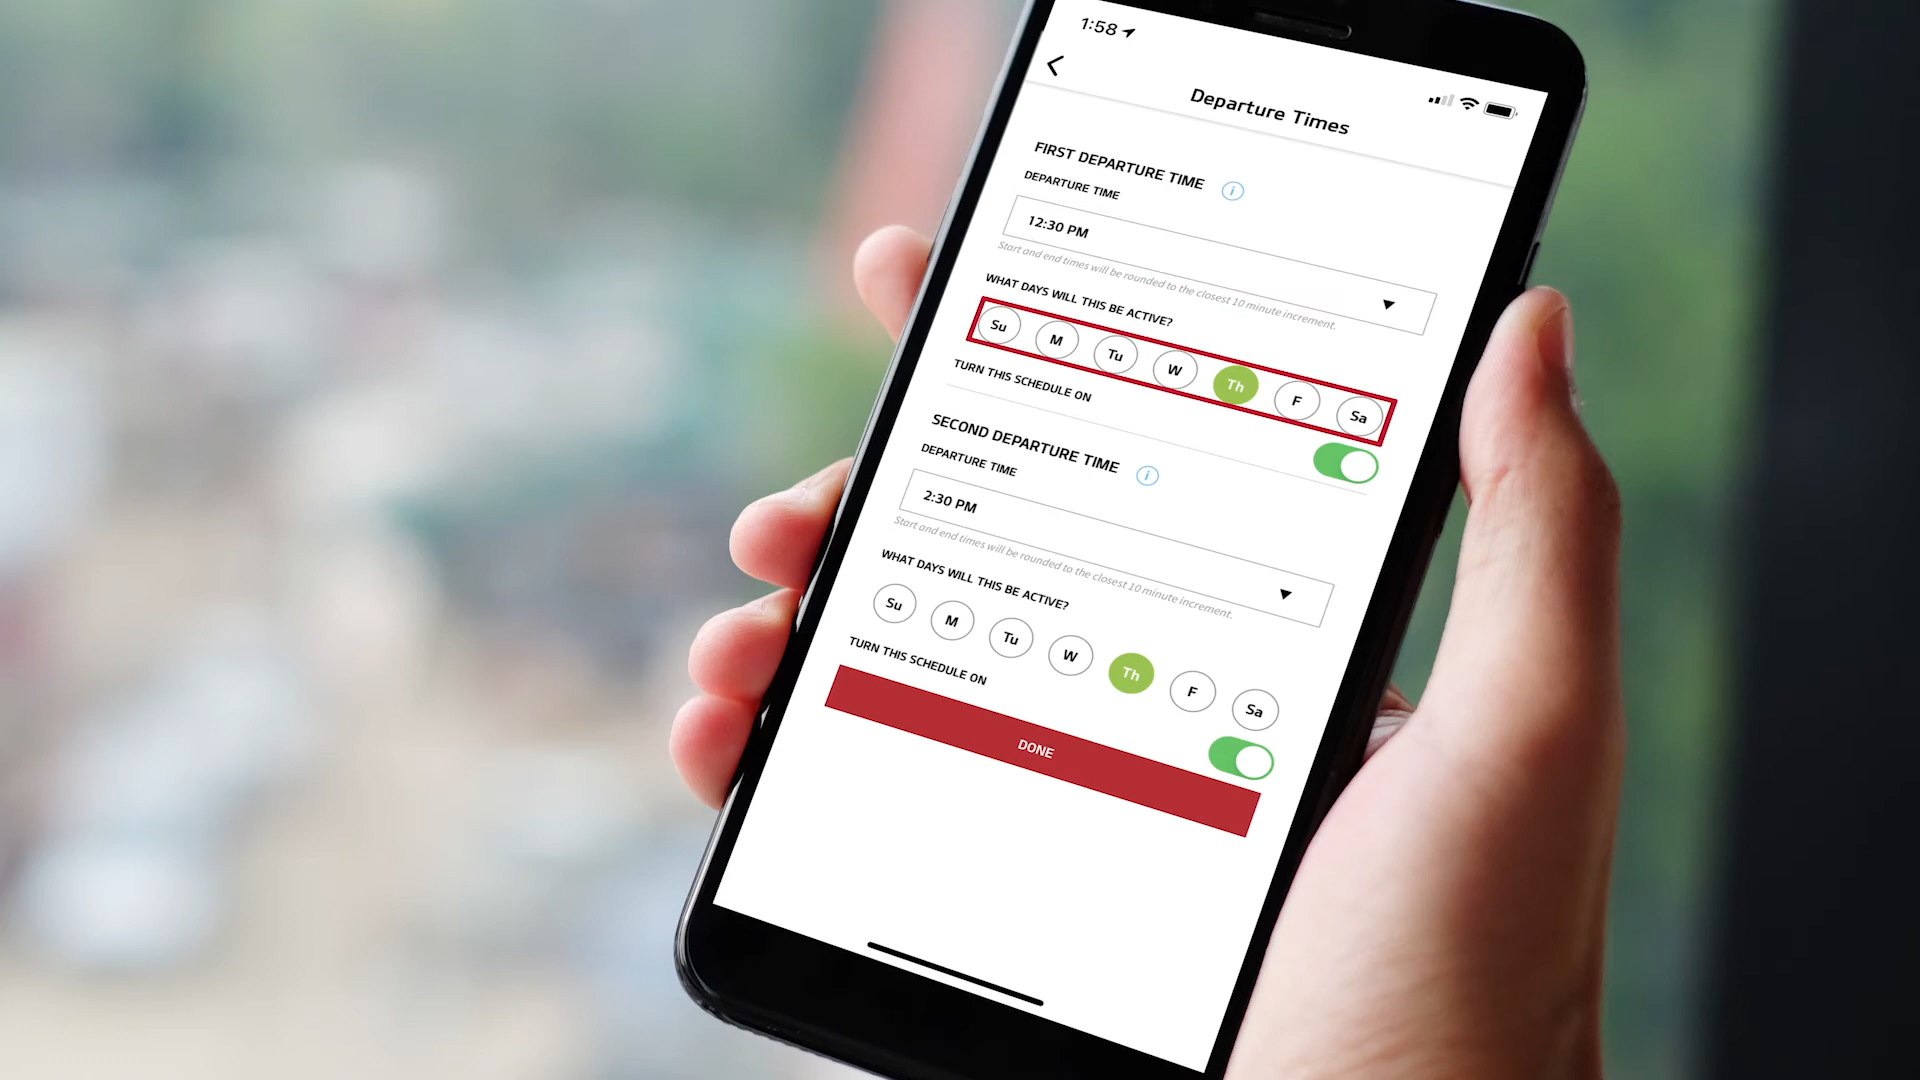 1:58
Departure Times
FIRST DEPARTURE TIME i
DEPARTURE TIME
12:30 PM
Start and end times will be rounded to the closest 10 minute increment.
WHAT DAYS WILL THIS BE ACTIVE?
Su M Tu W Th F Sa
TURN THIS SCHEDULE ON
SECOND DEPARTURE TIME i
DEPARTURE TIME
2:30 PM
Start and end times will be rounded to the closest 10 minute increment.
WHAT DAYS WILL THIS BE ACTIVE?
Su M Tu W Th F Sa
TURN THIS SCHEDULE ON
DONE